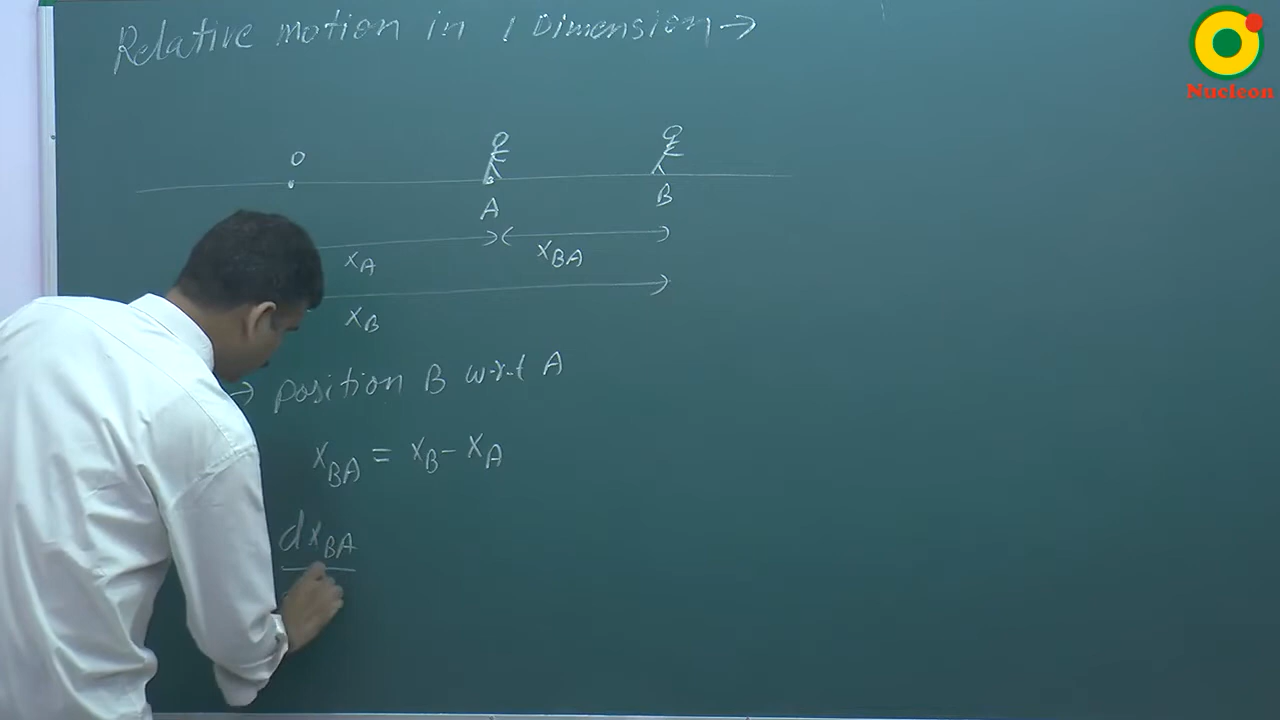 Relative motion in 1 Dimension →
Nucleon
O
A B
x_A x_BA
x_B
→ position B w.r.t A
x_BA = x_B - x_A
dx_BA